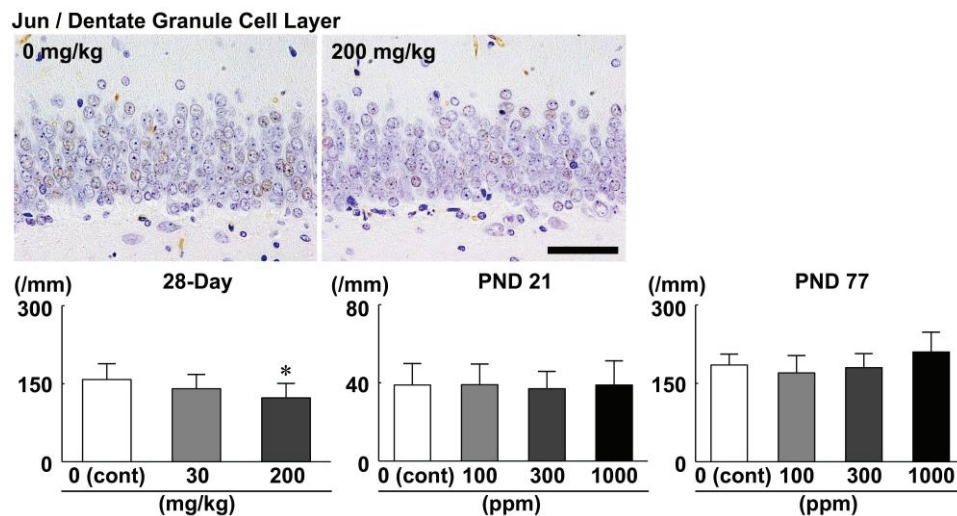 Jun / Dentate Granule Cell Layer
0 mg/kg
200 mg/kg
(/mm) 28-Day
300
150
0
*
0 (cont) 30 200
(mg/kg)
(/mm) PND 21
80
40
0
0 (cont) 100 300 1000
(ppm)
(/mm) PND 77
300
150
0
0 (cont) 100 300 1000
(ppm)